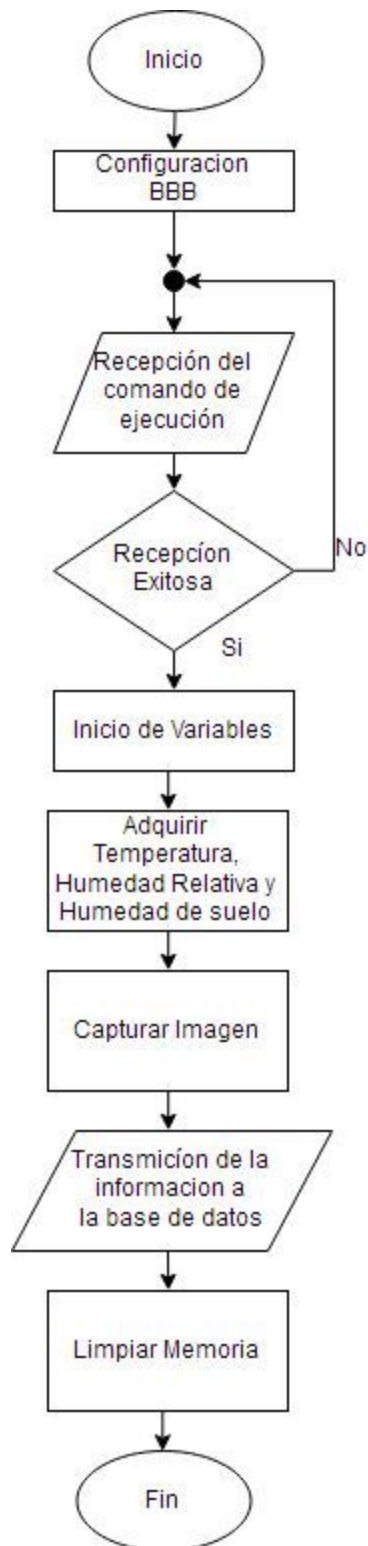 Inicio
Configuracion
BBB
Recepción del
comando de
ejecución
Recepcíon
Exitosa
No
Si
Inicio de Variables
Adquirir
Temperatura,
Humedad Relativa y
Humedad de suelo
Capturar Imagen
Transmicíon de la
informacion a
la base de datos
Limpiar Memoria
Fin